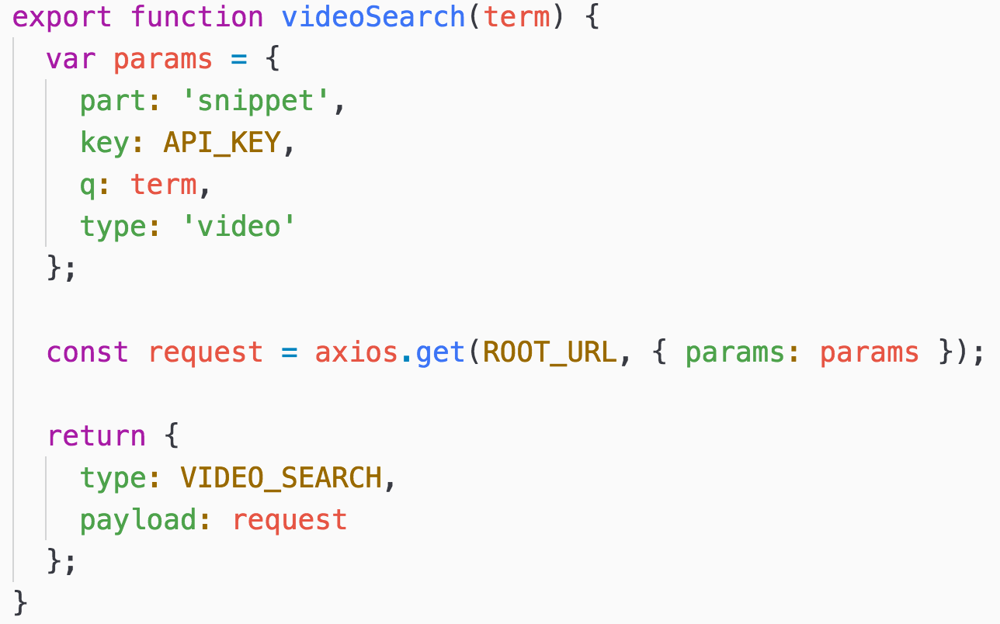 export function videoSearch(term) {
  var params = {
    part: 'snippet',
    key: API_KEY,
    q: term,
    type: 'video'
  };

  const request = axios.get(ROOT_URL, { params: params });

  return {
    type: VIDEO_SEARCH,
    payload: request
  };
}